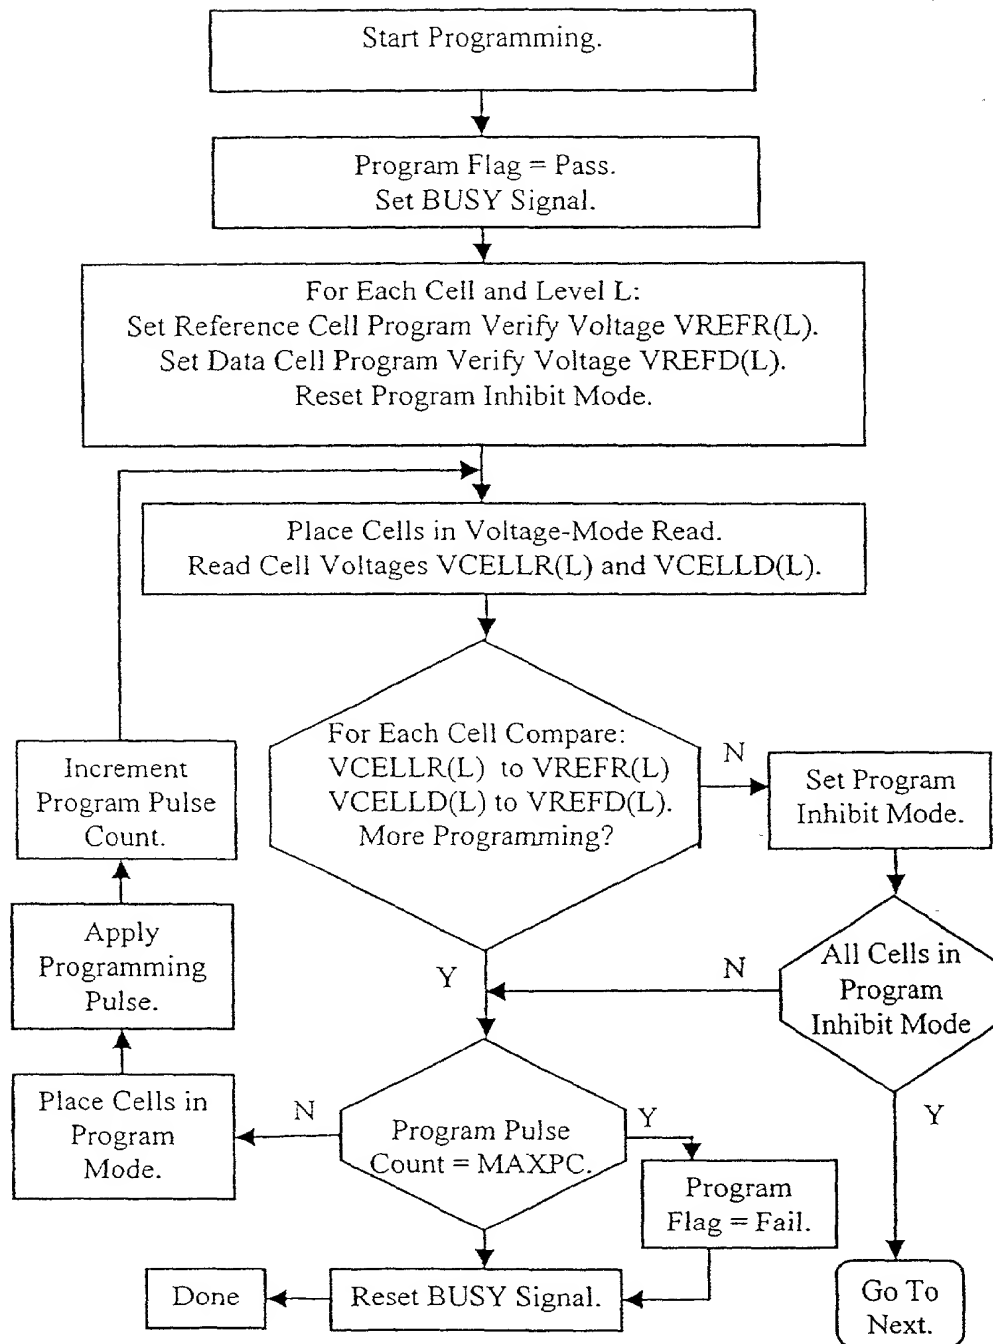 Start Programming.
Program Flag = Pass.
Set BUSY Signal.
For Each Cell and Level L:
Set Reference Cell Program Verify Voltage VREFR(L).
Set Data Cell Program Verify Voltage VREFD(L).
Reset Program Inhibit Mode.
Place Cells in Voltage-Mode Read.
Read Cell Voltages VCELLR(L) and VCELLD(L).
For Each Cell Compare:
VCELLR(L) to VREFR(L)
VCELLD(L) to VREFD(L).
More Programming?
N
Set Program
Inhibit Mode.
Increment
Program Pulse
Count.
Apply
Programming
Pulse.
Y
N
All Cells in
Program
Inhibit Mode
Place Cells in
Program
Mode.
N
Program Pulse
Count = MAXPC.
Y
Y
Program
Flag = Fail.
Done
Reset BUSY Signal.
Go To
Next.